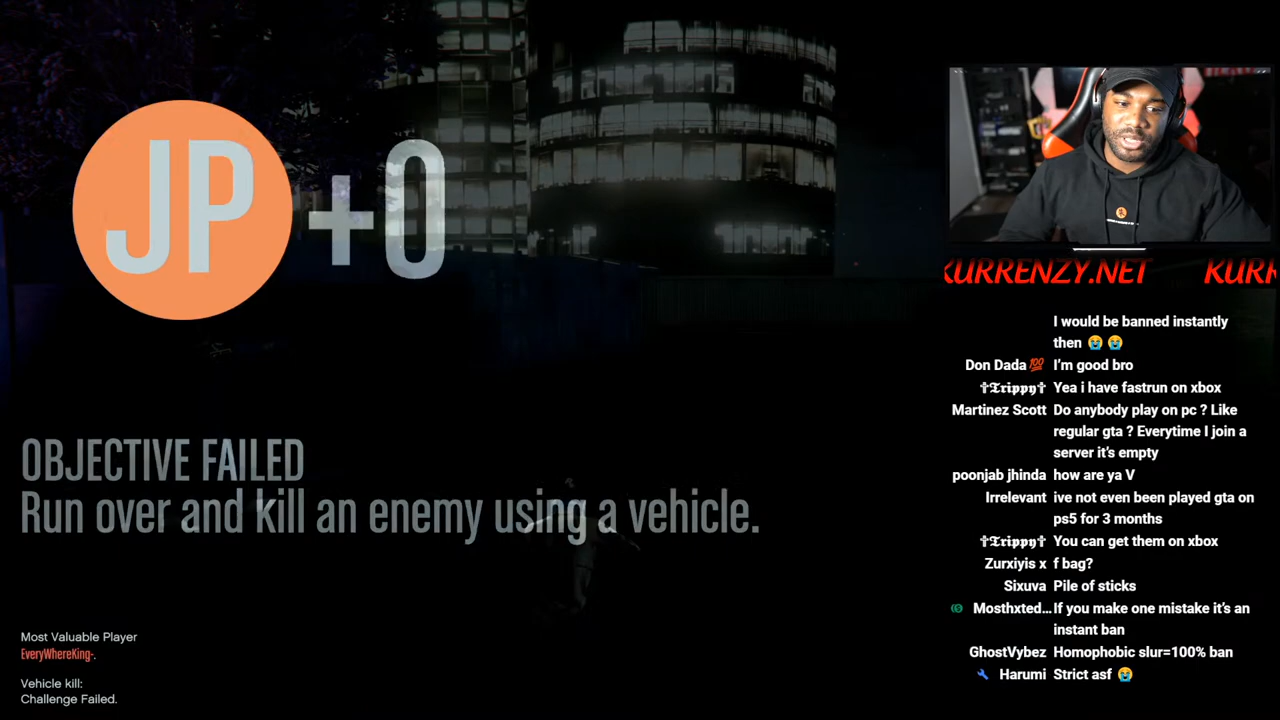 JP +0
OBJECTIVE FAILED
Run over and kill an enemy using a vehicle.
Most Valuable Player
EveryWhereKing-.
Vehicle kill:
Challenge Failed.
KURRENZY.NET KURR
I would be banned instantly
then 😭 😭
Don Dada💯 I’m good bro
✝𝕿𝖗𝖎𝖕𝖕𝖞✝ Yea i have fastrun on xbox
Martinez Scott Do anybody play on pc ? Like
regular gta ? Everytime I join a
server it’s empty
poonjab jhinda how are ya V
Irrelevant ive not even been played gta on
ps5 for 3 months
✝𝕿𝖗𝖎𝖕𝖕𝖞✝ You can get them on xbox
Zurxiyis x f bag?
Sixuva Pile of sticks
Mosthxted... If you make one mistake it’s an
instant ban
GhostVybez Homophobic slur=100% ban
Harumi Strict asf 😭